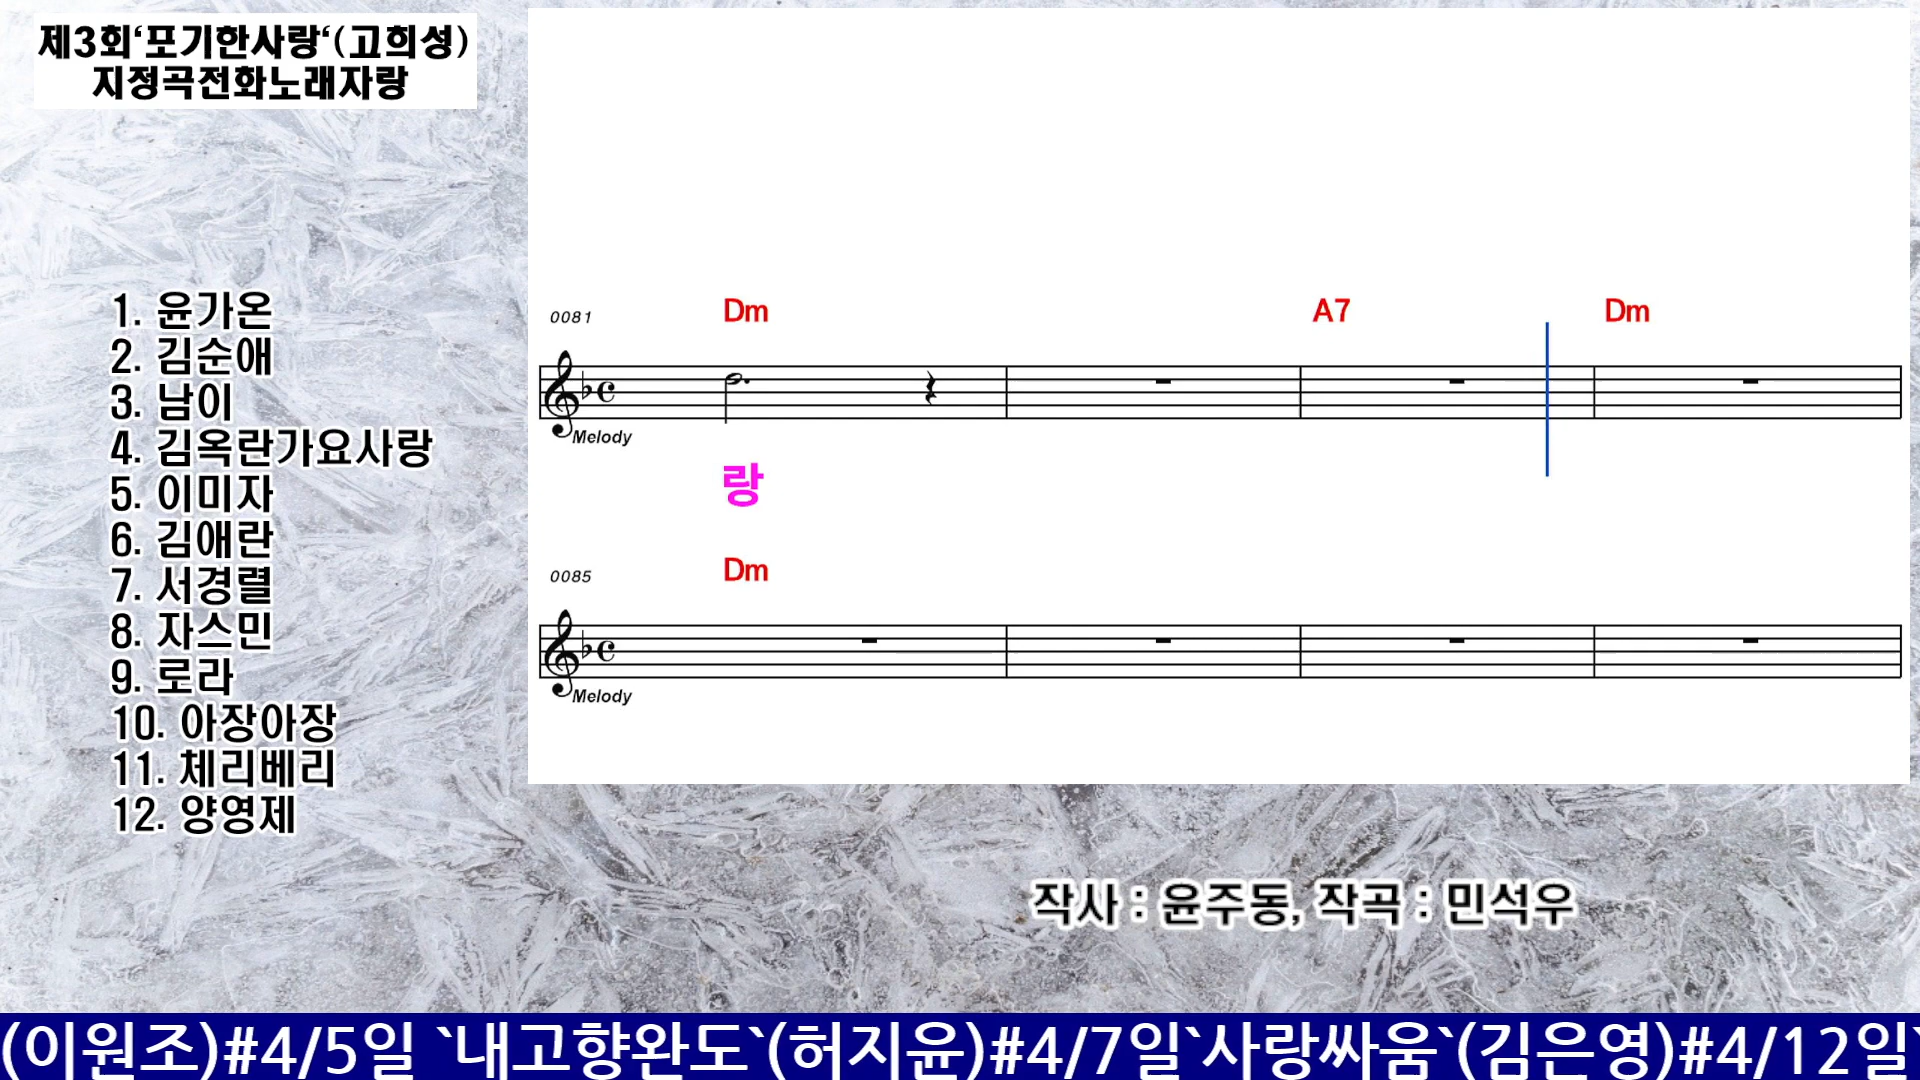 제3회‘포기한사랑‘(고희성)
지정곡전화노래자랑
1. 윤가온
2. 김순애
3. 남이
4. 김옥란가요사랑
5. 이미자
6. 김애란
7. 서경렬
8. 자스민
9. 로라
10. 아장아장
11. 체리베리
12. 양영제
0081 Dm A7 Dm
Melody
랑
0085 Dm
Melody
작사 : 윤주동, 작곡 : 민석우
(이원조)#4/5일 `내고향완도`(허지윤)#4/7일`사랑싸움`(김은영)#4/12일`